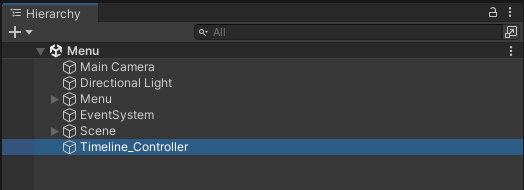 Hierarchy
All
Menu
Main Camera
Directional Light
Menu
EventSystem
Scene
Timeline_Controller